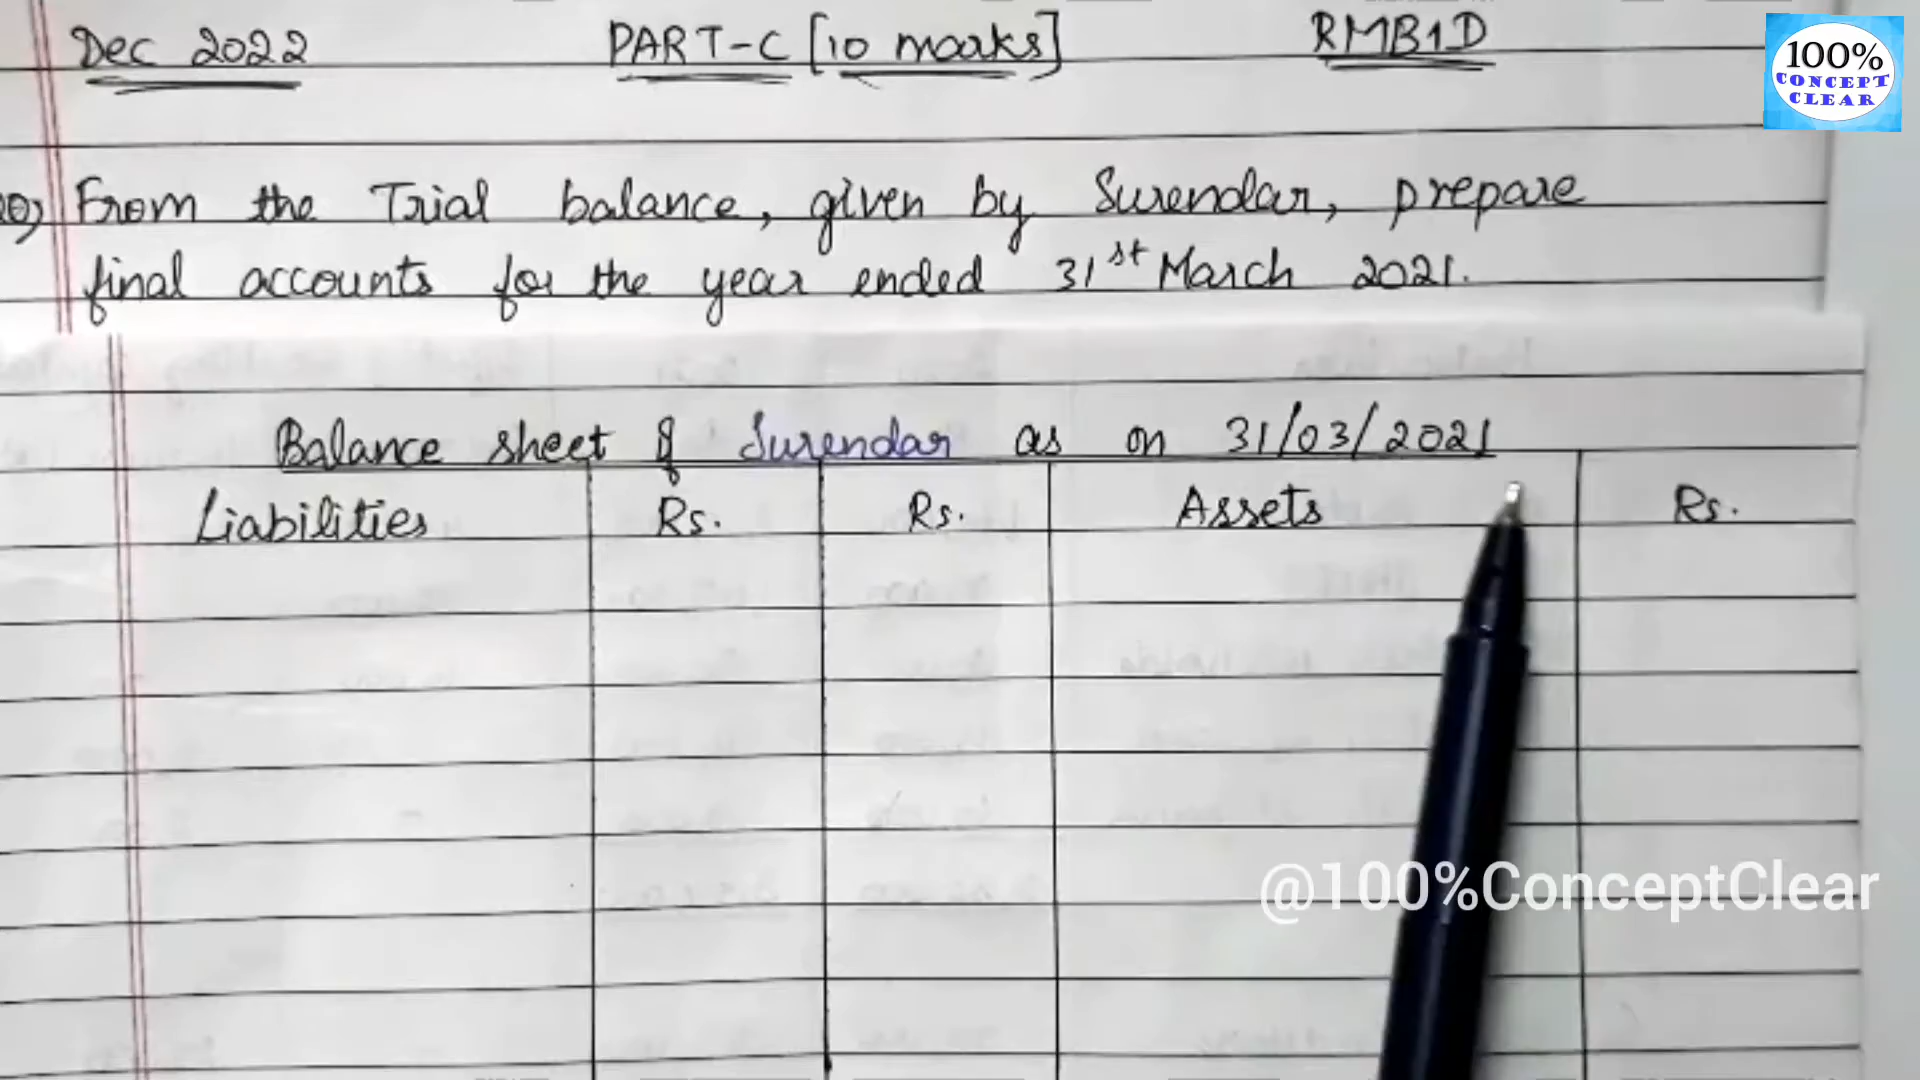 Dec 2022 PART-C [10 marks] RMB1D
100%
CONCEPT
CLEAR
20) From the Trial balance, given by Surendar, prepare
final accounts for the year ended 31st March 2021.
Balance sheet of Surendar as on 31/03/2021
Liabilities Rs. Rs. Assets Rs.
@100%ConceptClear